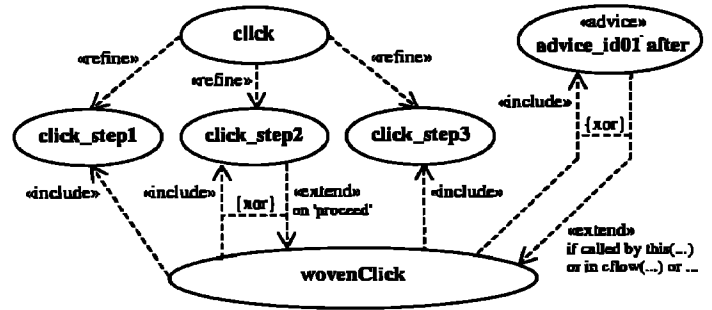 click
«advice»
advice_id01 after
«refine»
«refine»
«refine»
click_step1
click_step2
click_step3
«include»
{xor}
«include»
«include»
{xor}
«extend»
on 'proceed'
«include»
«extend»
if called by this(...)
or in cflow(...) or ...
wovenClick